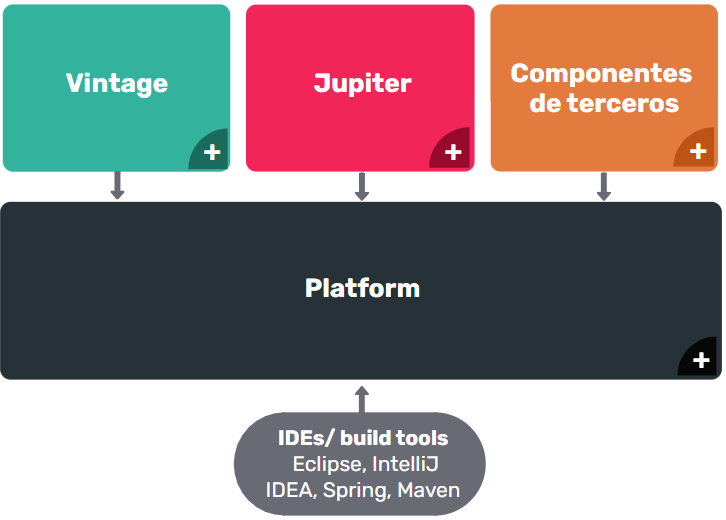 Vintage
+
Jupiter
+
Componentes
de terceros
+
Platform
+
IDEs/ build tools
Eclipse, IntelliJ
IDEA, Spring, Maven